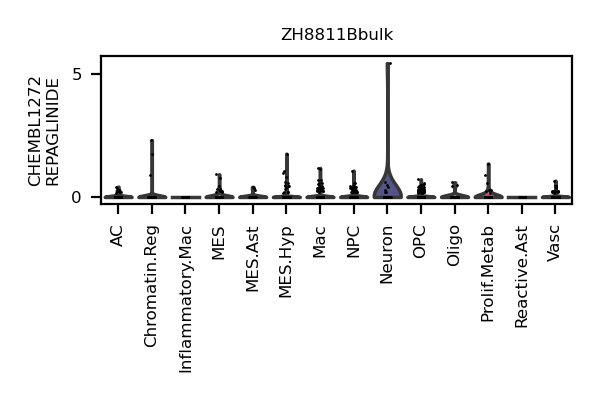 ZH8811Bbulk
CHEMBL1272
REPAGLINIDE
5
0
AC
Chromatin.Reg
Inflammatory.Mac
MES
MES.Ast
MES.Hyp
Mac
NPC
Neuron
OPC
Oligo
Prolif.Metab
Reactive.Ast
Vasc